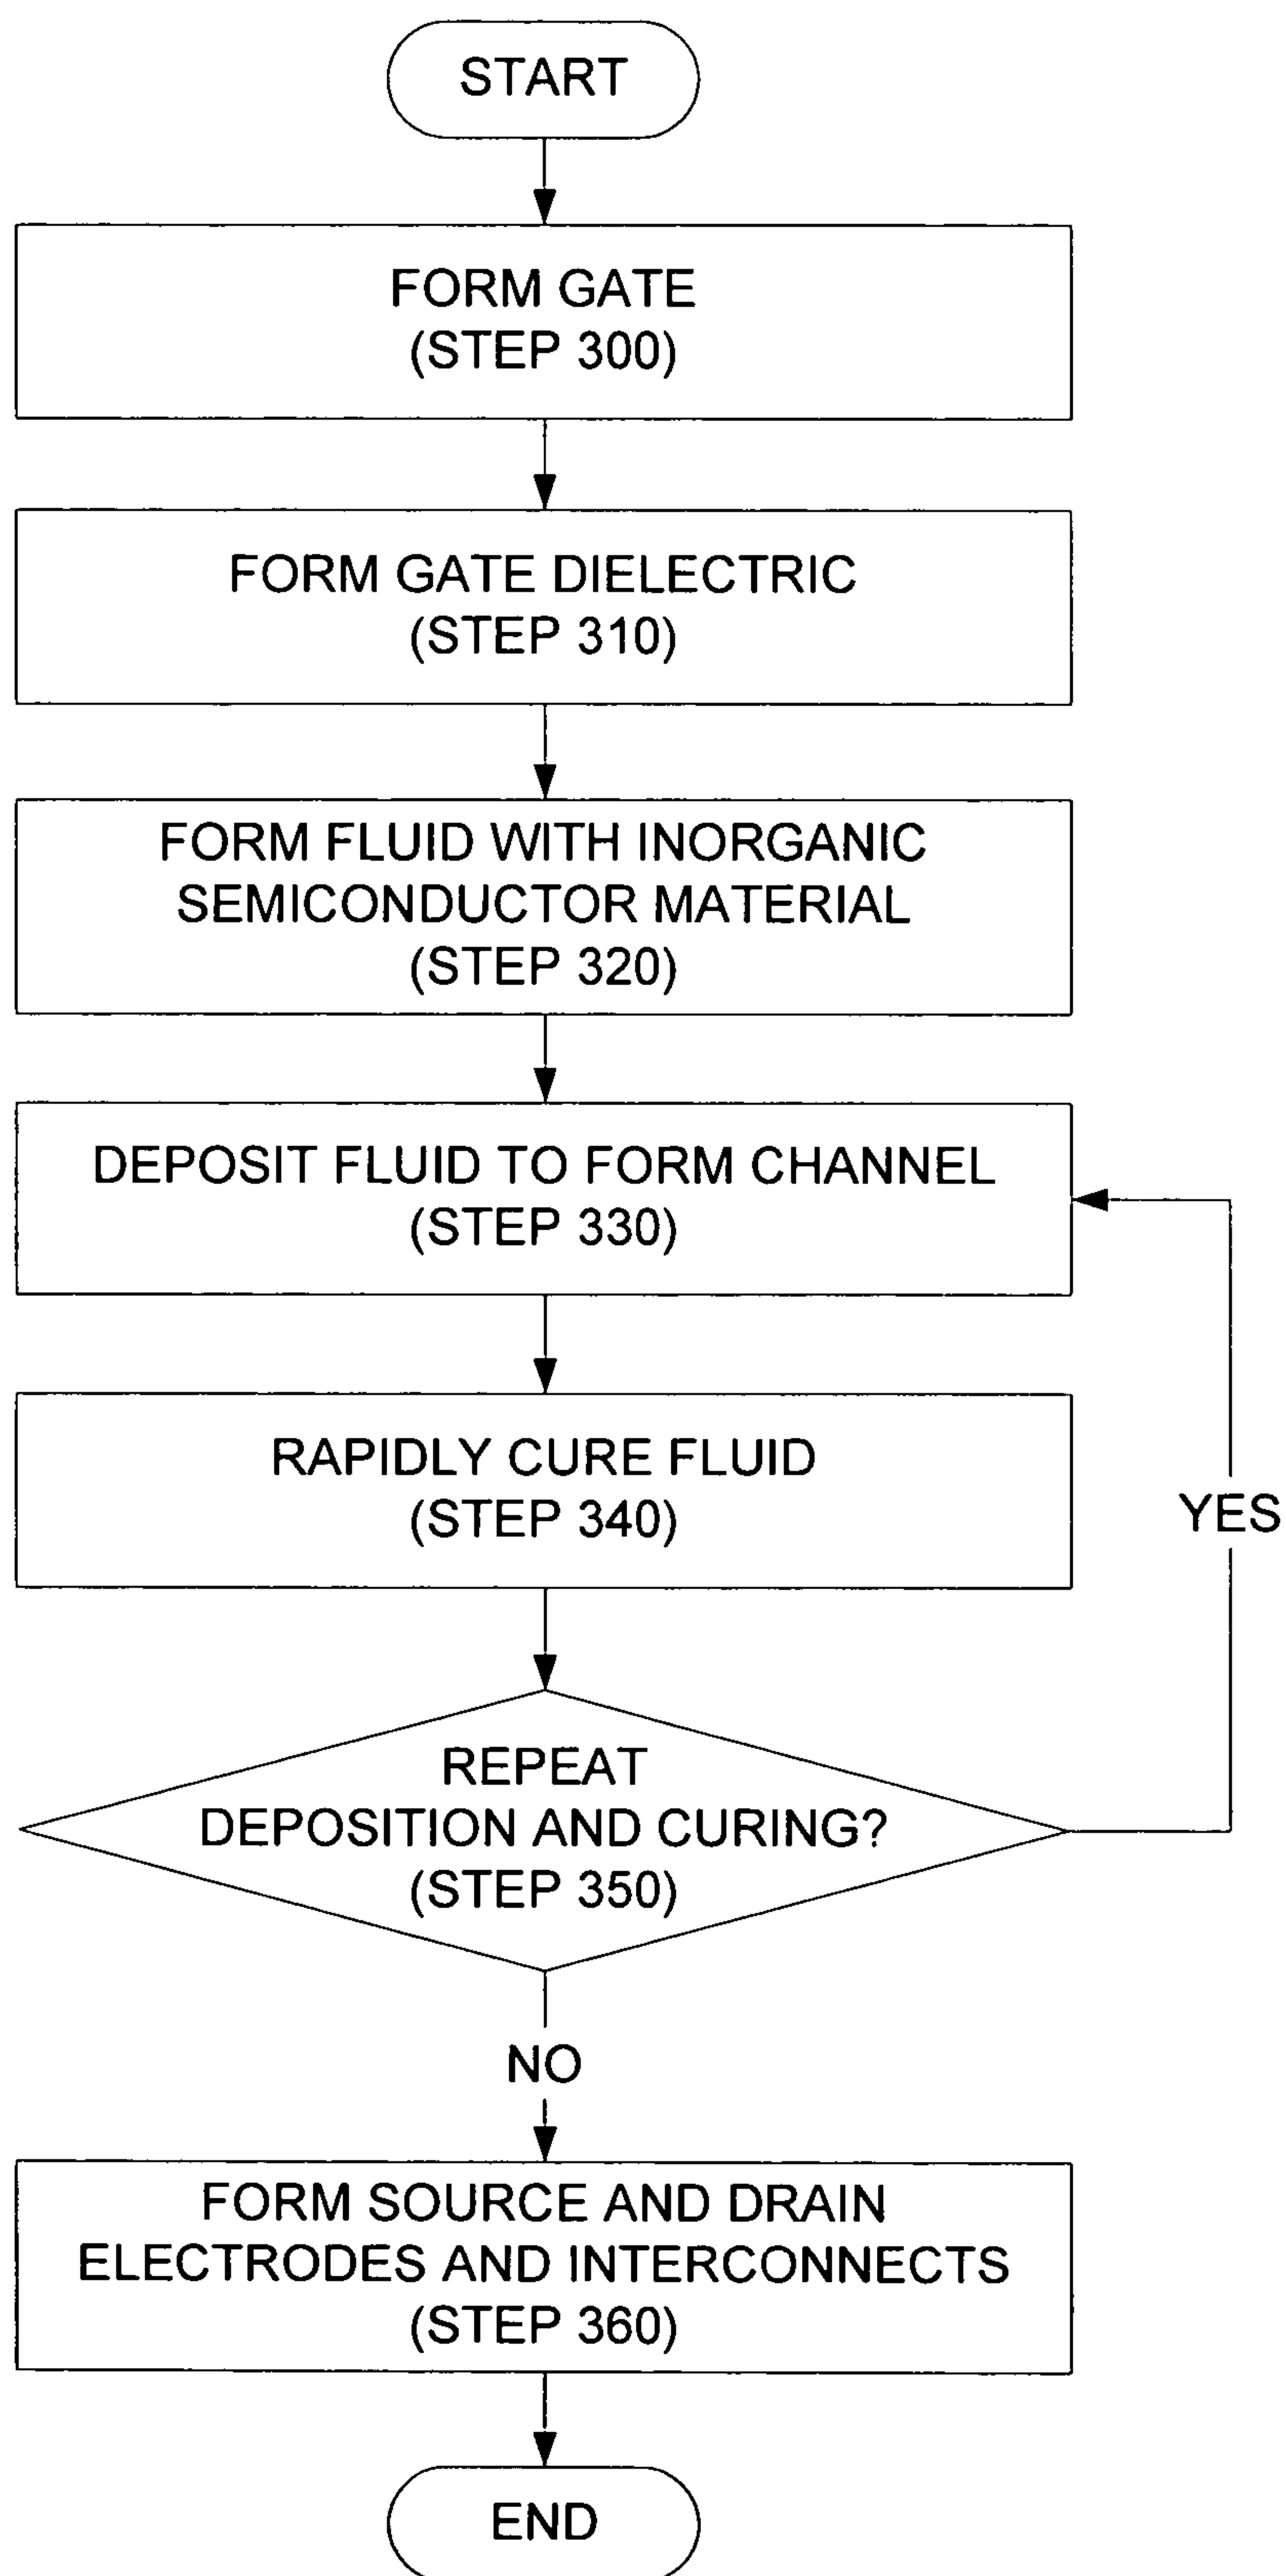 START
FORM GATE
(STEP 300)
FORM GATE DIELECTRIC
(STEP 310)
FORM FLUID WITH INORGANIC
SEMICONDUCTOR MATERIAL
(STEP 320)
DEPOSIT FLUID TO FORM CHANNEL
(STEP 330)
RAPIDLY CURE FLUID
(STEP 340)
YES
REPEAT
DEPOSITION AND CURING?
(STEP 350)
NO
FORM SOURCE AND DRAIN
ELECTRODES AND INTERCONNECTS
(STEP 360)
END